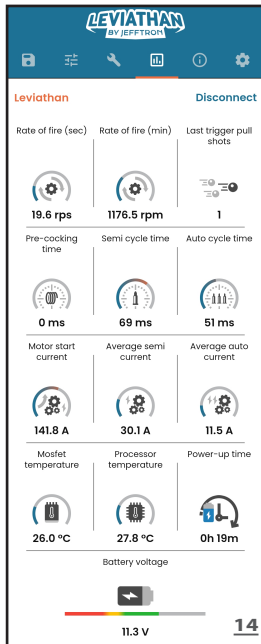 LEVIATHAN
BY JEFFTRON
Leviathan
Disconnect
Rate of fire (sec)
Rate of fire (min)
Last trigger pull
shots
19.6 rps
1176.5 rpm
1
Pre-cocking
time
Semi cycle time
Auto cycle time
0 ms
69 ms
51 ms
Motor start
current
Average semi
current
Average auto
current
141.8 A
30.1 A
11.5 A
Mosfet
temperature
Processor
temperature
Power-up time
26.0 °C
27.8 °C
0h 19m
Battery voltage
11.3 V
14